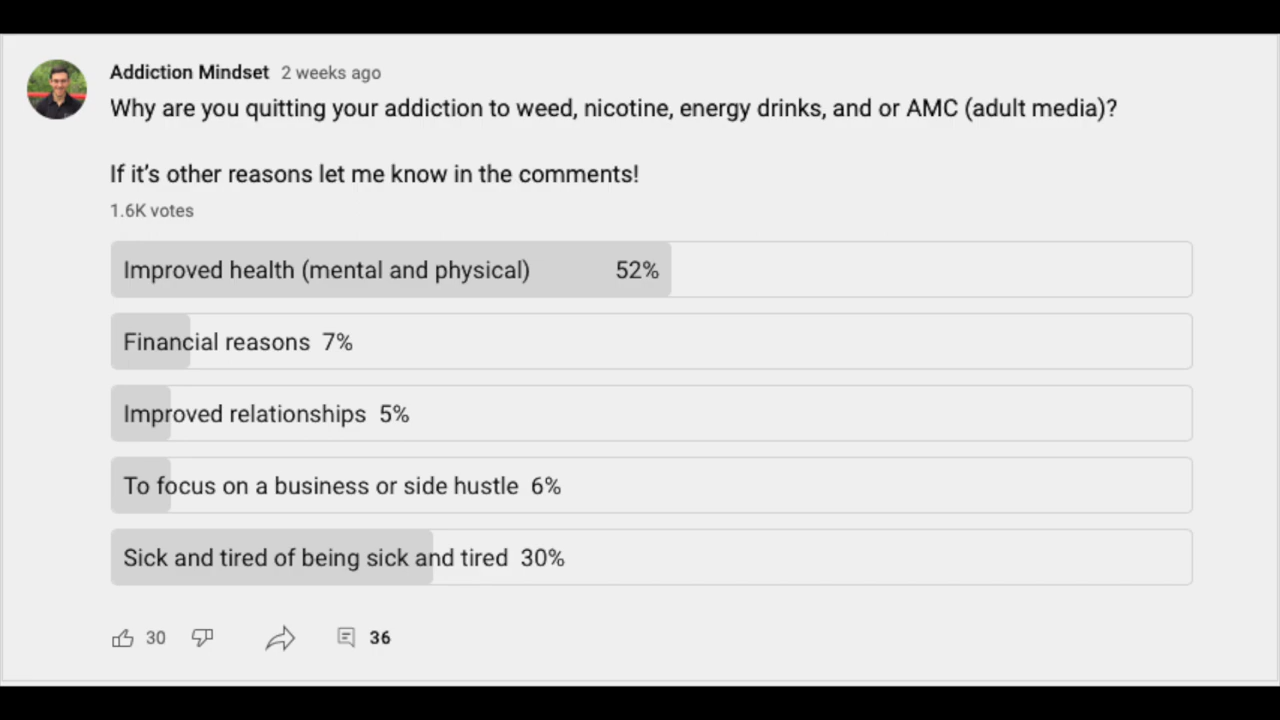 Addiction Mindset 2 weeks ago
Why are you quitting your addiction to weed, nicotine, energy drinks, and or AMC (adult media)?
If it’s other reasons let me know in the comments!
1.6K votes
Improved health (mental and physical) 52%
Financial reasons 7%
Improved relationships 5%
To focus on a business or side hustle 6%
Sick and tired of being sick and tired 30%
30 36